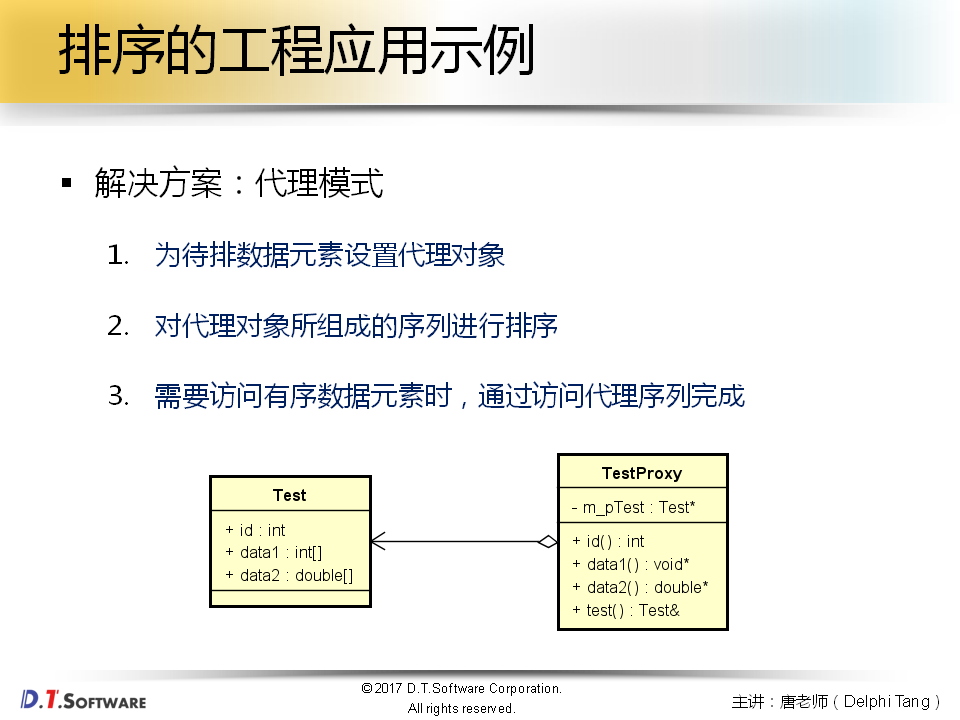 排序的工程应用示例
▪ 解决方案：代理模式
1. 为待排数据元素设置代理对象
2. 对代理对象所组成的序列进行排序
3. 需要访问有序数据元素时，通过访问代理序列完成
Test
+ id : int
+ data1 : int[]
+ data2 : double[]
TestProxy
- m_pTest : Test*
+ id() : int
+ data1() : void*
+ data2() : double*
+ test() : Test&
D.T.SOFTWARE
©2017 D.T.Software Corporation.
All rights reserved.
主讲：唐老师（Delphi Tang）